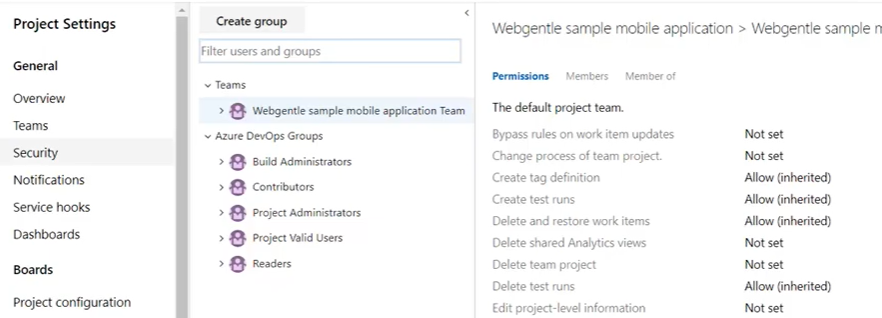 Project Settings
General
Overview
Teams
Security
Notifications
Service hooks
Dashboards
Boards
Project configuration
Create group
Filter users and groups
Teams
Webgentle sample mobile application Team
Azure DevOps Groups
Build Administrators
Contributors
Project Administrators
Project Valid Users
Readers
Webgentle sample mobile application > Webgentle sample m
Permissions Members Member of
The default project team.
Bypass rules on work item updates Not set
Change process of team project. Not set
Create tag definition Allow (inherited)
Create test runs Allow (inherited)
Delete and restore work items Allow (inherited)
Delete shared Analytics views Not set
Delete team project Not set
Delete test runs Allow (inherited)
Edit project-level information Not set